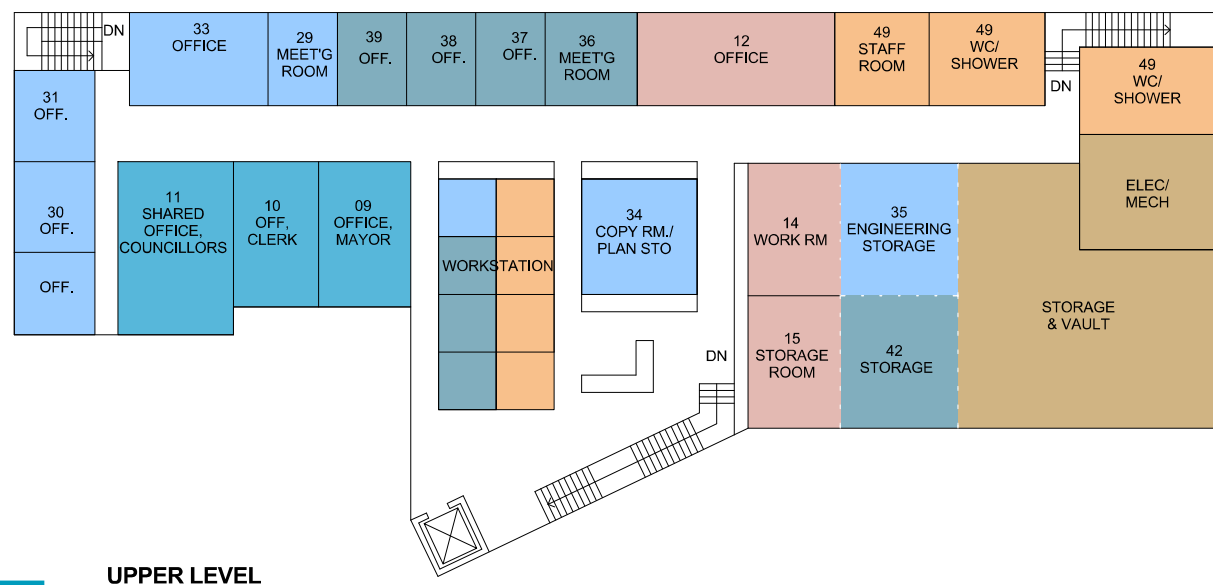 DN
33
OFFICE
29
MEET'G
ROOM
39
OFF.
38
OFF.
37
OFF.
36
MEET'G
ROOM
12
OFFICE
49
STAFF
ROOM
49
WC/
SHOWER
DN
49
WC/
SHOWER
31
OFF.
30
OFF.
OFF.
11
SHARED
OFFICE,
COUNCILLORS
10
OFF,
CLERK
09
OFFICE,
MAYOR
WORKSTATION
34
COPY RM./
PLAN STO
14
WORK RM
35
ENGINEERING
STORAGE
ELEC/
MECH
STORAGE
& VAULT
DN
15
STORAGE
ROOM
42
STORAGE
UPPER LEVEL